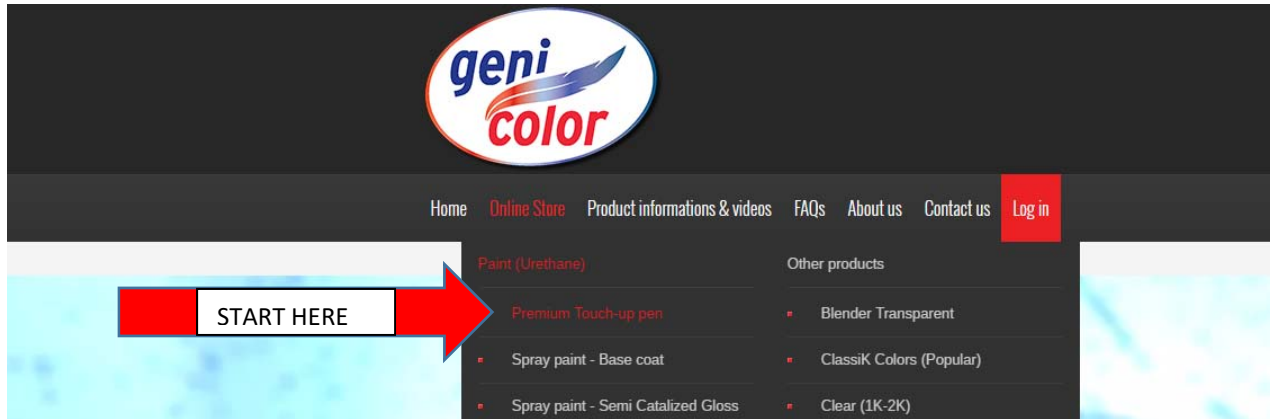 geni
color
Home Online Store Product informations & videos FAQs About us Contact us Log in
Paint (Urethane)
Other products
START HERE
Premium Touch-up pen
Blender Transparent
Spray paint - Base coat
ClassiK Colors (Popular)
Spray paint - Semi Catalized Gloss
Clear (1K-2K)